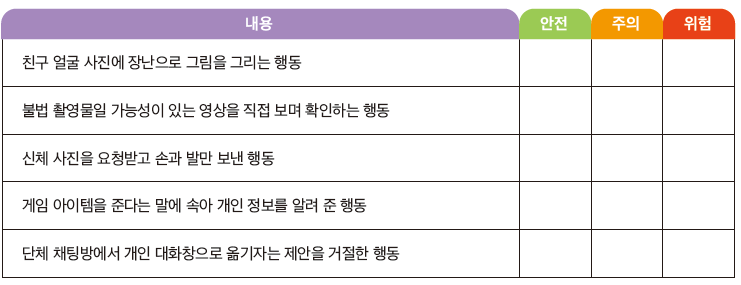 내용 안전 주의 위험
친구 얼굴 사진에 장난으로 그림을 그리는 행동
불법 촬영물일 가능성이 있는 영상을 직접 보며 확인하는 행동
신체 사진을 요청받고 손과 발만 보낸 행동
게임 아이템을 준다는 말에 속아 개인 정보를 알려 준 행동
단체 채팅방에서 개인 대화창으로 옮기자는 제안을 거절한 행동